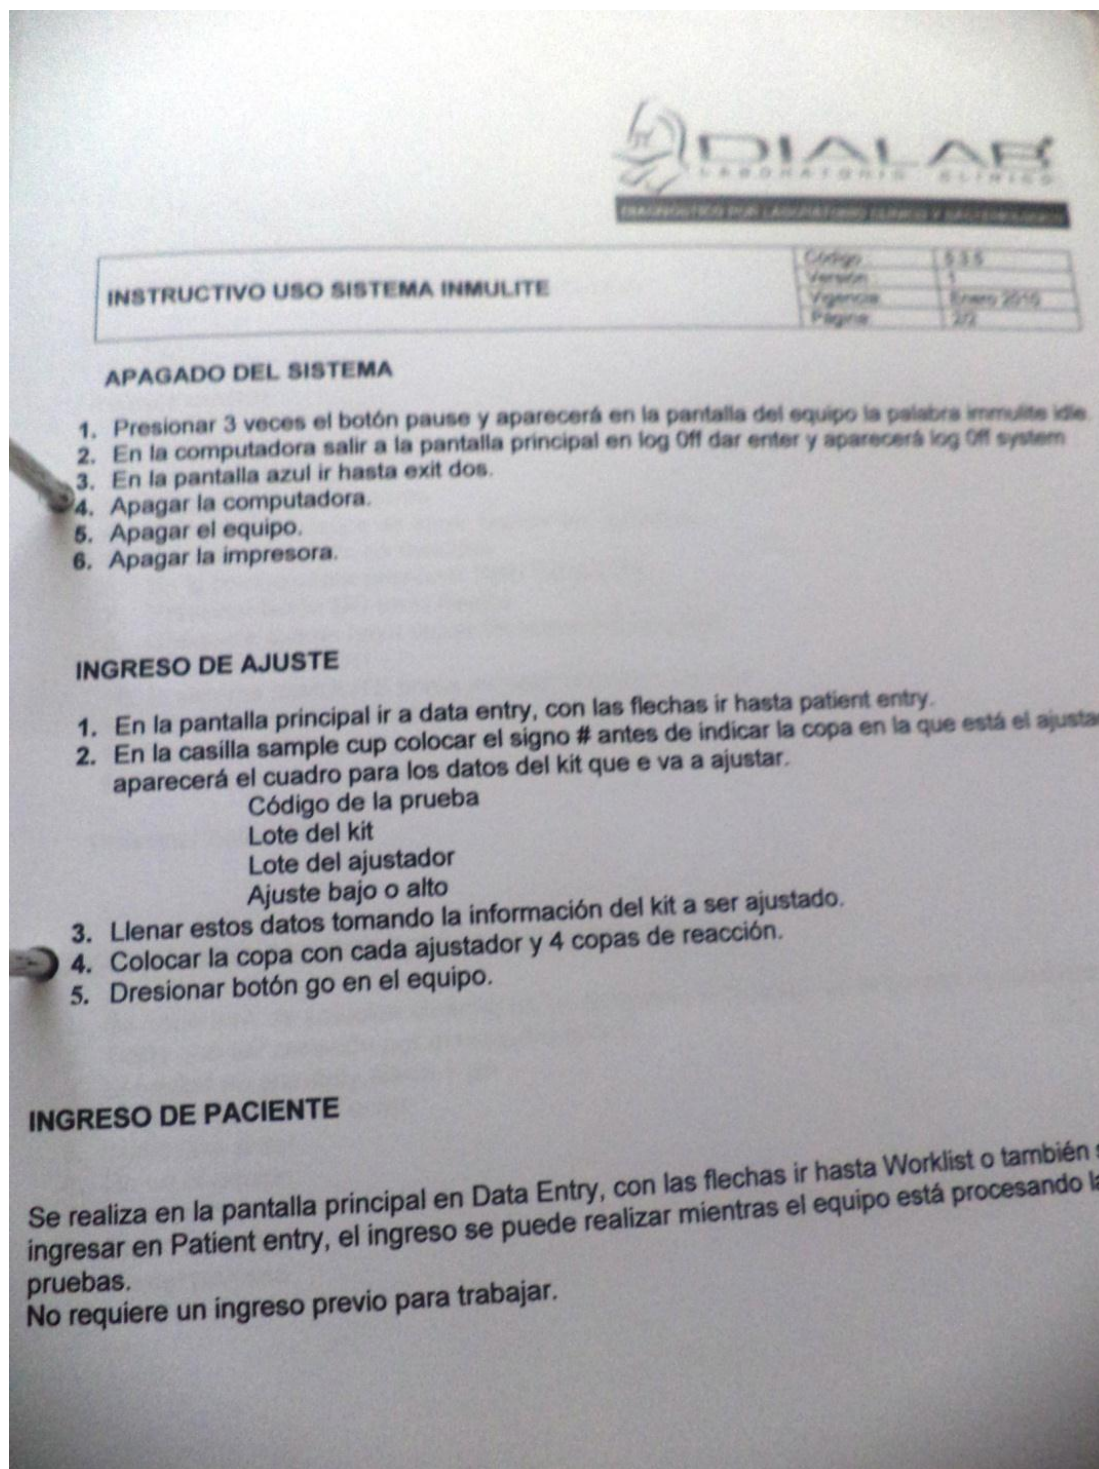 DIALAB
LABORATORIO CLINICO
DIAGNOSTICO POR LABORATORIO CLINICO Y BACTERIOLOGICO
INSTRUCTIVO USO SISTEMA INMULITE
Código 5.3.5
Versión 1
Vigencia Enero 2010
Página 2/2
APAGADO DEL SISTEMA
1. Presionar 3 veces el botón pause y aparecerá en la pantalla del equipo la palabra immulite idle
2. En la computadora salir a la pantalla principal en log Off dar enter y aparecerá log Off system
3. En la pantalla azul ir hasta exit dos.
4. Apagar la computadora.
5. Apagar el equipo.
6. Apagar la impresora.
INGRESO DE AJUSTE
1. En la pantalla principal ir a data entry, con las flechas ir hasta patient entry.
2. En la casilla sample cup colocar el signo # antes de indicar la copa en la que está el
aparecerá el cuadro para los datos del kit que e va a ajustar.
Código de la prueba
Lote del kit
Lote del ajustador
Ajuste bajo o alto
3. Llenar estos datos tomando la información del kit a ser ajustado.
4. Colocar la copa con cada ajustador y 4 copas de reacción.
5. Dresionar botón go en el equipo.
INGRESO DE PACIENTE
Se realiza en la pantalla principal en Data Entry, con las flechas ir hasta Worklist o también
ingresar en Patient entry, el ingreso se puede realizar mientras el equipo está procesando
pruebas.
No requiere un ingreso previo para trabajar.